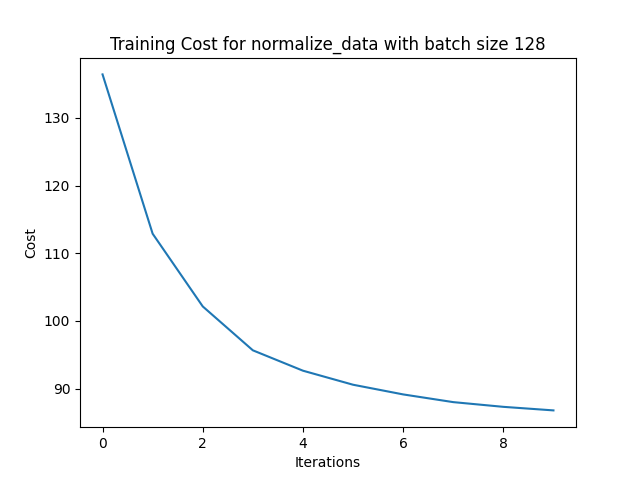 Training Cost for normalize_data with batch size 128
130
120
110
100
90
Cost
0 2 4 6 8
Iterations